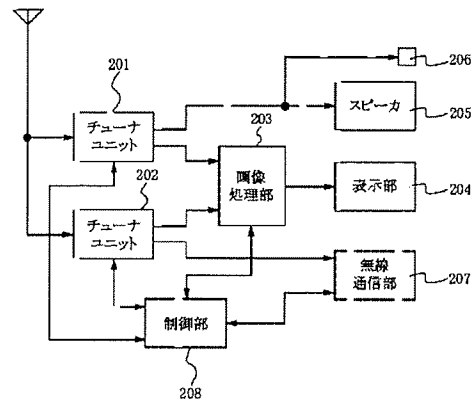 206
201
チューナ
ユニット
スピーカ
205
203
画像
処理部
202
チューナ
ユニット
表示部
204
無線
通信部
207
制御部
208